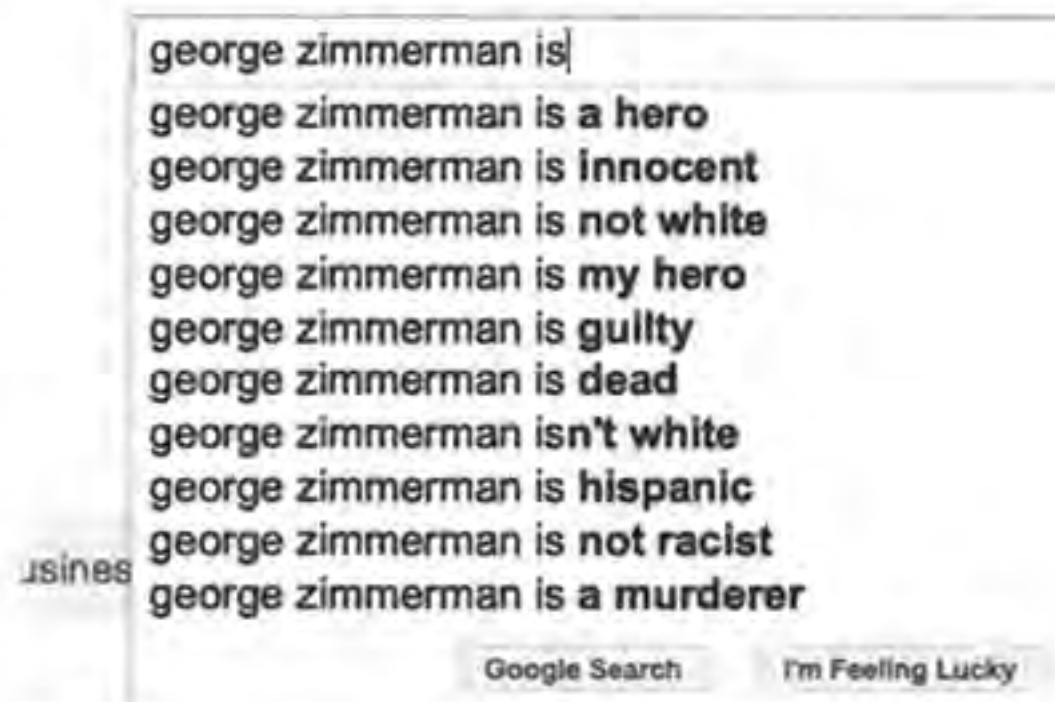 george zimmerman is
george zimmerman is a hero
george zimmerman is innocent
george zimmerman is not white
george zimmerman is my hero
george zimmerman is guilty
george zimmerman is dead
george zimmerman isn't white
george zimmerman is hispanic
george zimmerman is not racist
usines
george zimmerman is a murderer
Google Search I'm Feeling Lucky